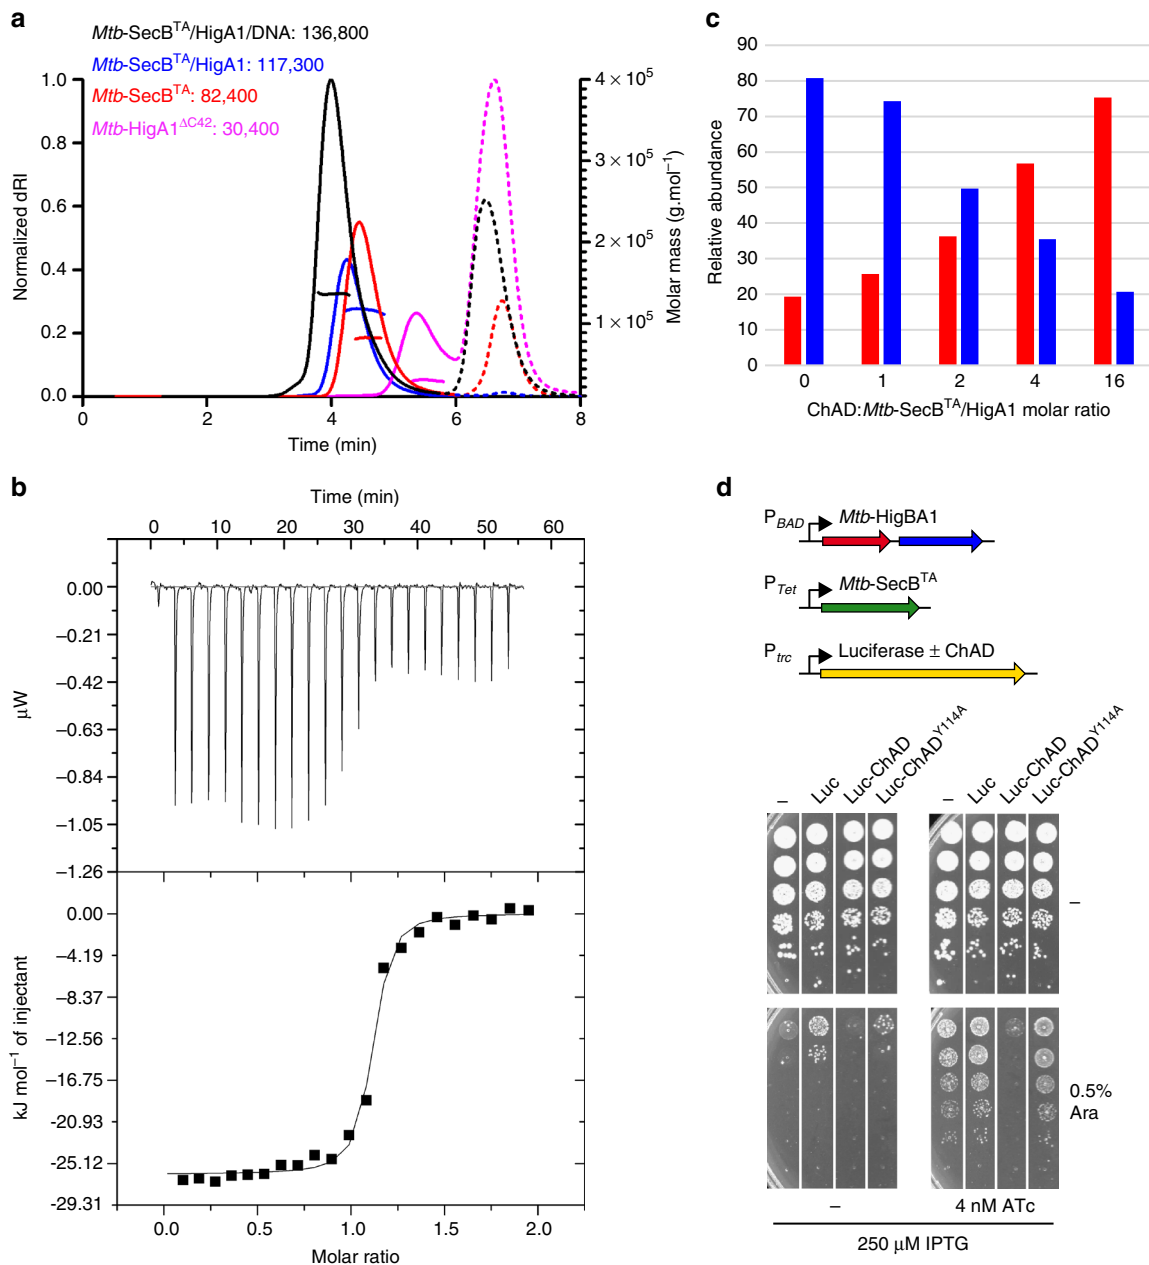 a
Mtb-SecBTA/HigA1/DNA: 136,800
Mtb-SecBTA/HigA1: 117,300
Mtb-SecBTA: 82,400
Mtb-HigA1ΔC42: 30,400
1.0
0.8
0.6
0.4
0.2
0.0
Normalized dRI
4 × 10⁵
3 × 10⁵
2 × 10⁵
1 × 10⁵
Molar mass (g.mol⁻¹)
0 2 4 6 8
Time (min)
b
Time (min)
0 10 20 30 40 50 60
0.00
−0.21
−0.42
−0.63
−0.84
−1.05
−1.26
μW
0.00
−4.19
−8.37
−12.56
−16.75
−20.93
−25.12
-29.31
kJ mol⁻¹ of injectant
0.0 0.5 1.0 1.5 2.0
Molar ratio
c
90
80
70
60
50
40
30
20
10
0
Relative abundance
0 1 2 4 16
ChAD:Mtb-SecBTA/HigA1 molar ratio
d
PBAD Mtb-HigBA1
PTet Mtb-SecBTA
Ptrc Luciferase ± ChAD
– Luc Luc-ChAD Luc-ChADY114A
– Luc Luc-ChAD Luc-ChADY114A
–
0.5%
Ara
– 4 nM ATc
250 μM IPTG